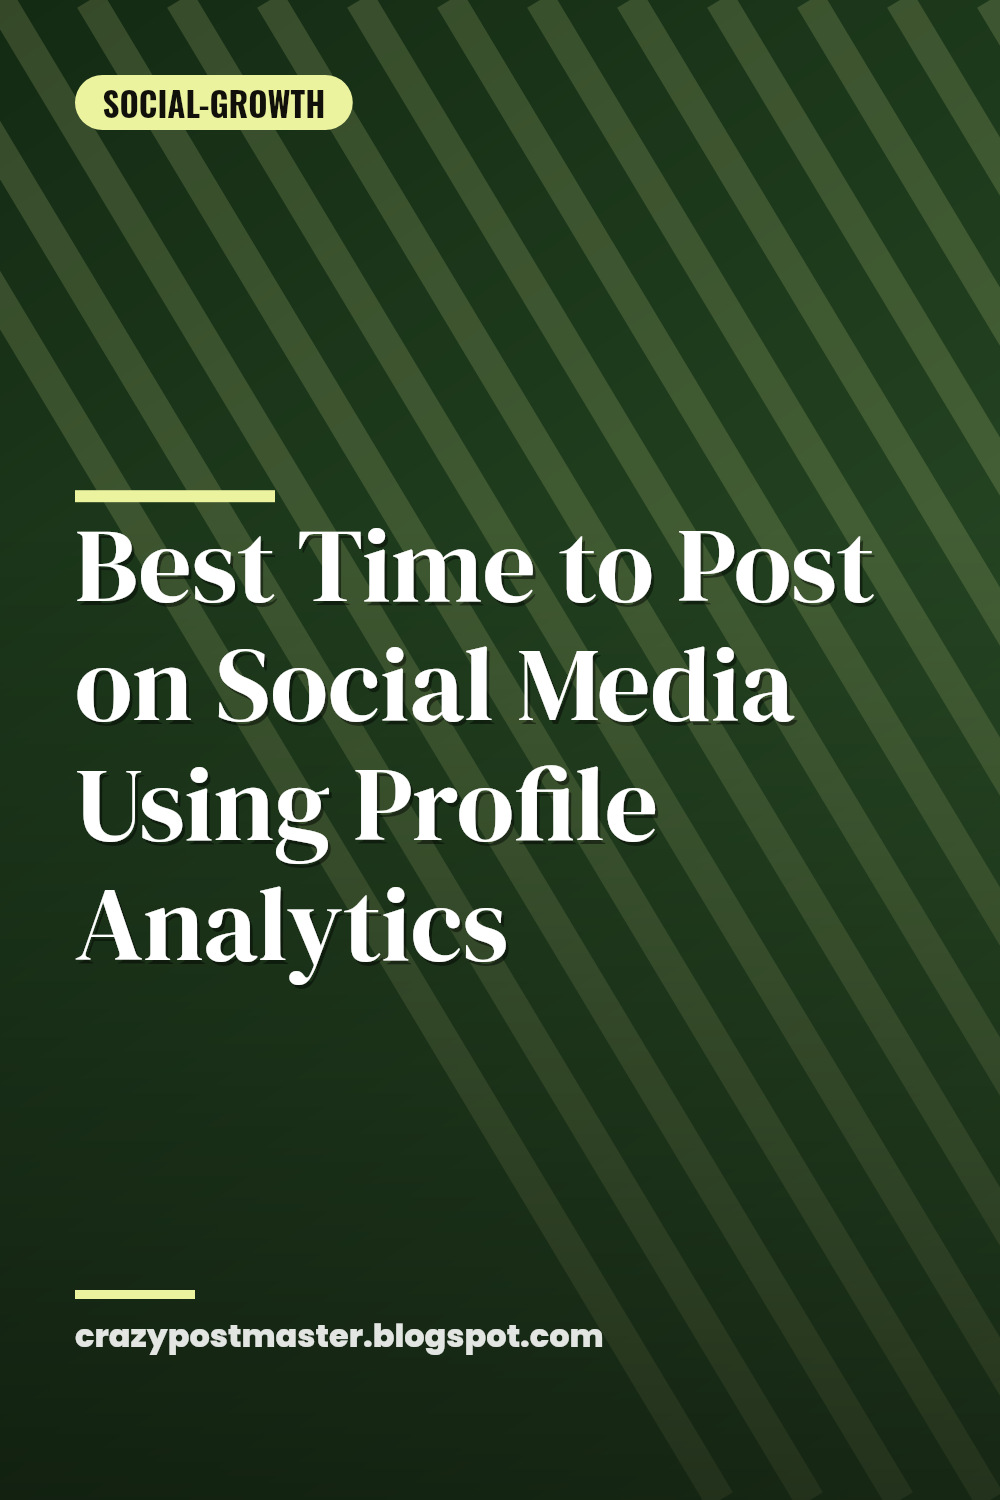 SOCIAL-GROWTH
Best Time to Post
on Social Media
Using Profile
Analytics
crazypostmaster.blogspot.com